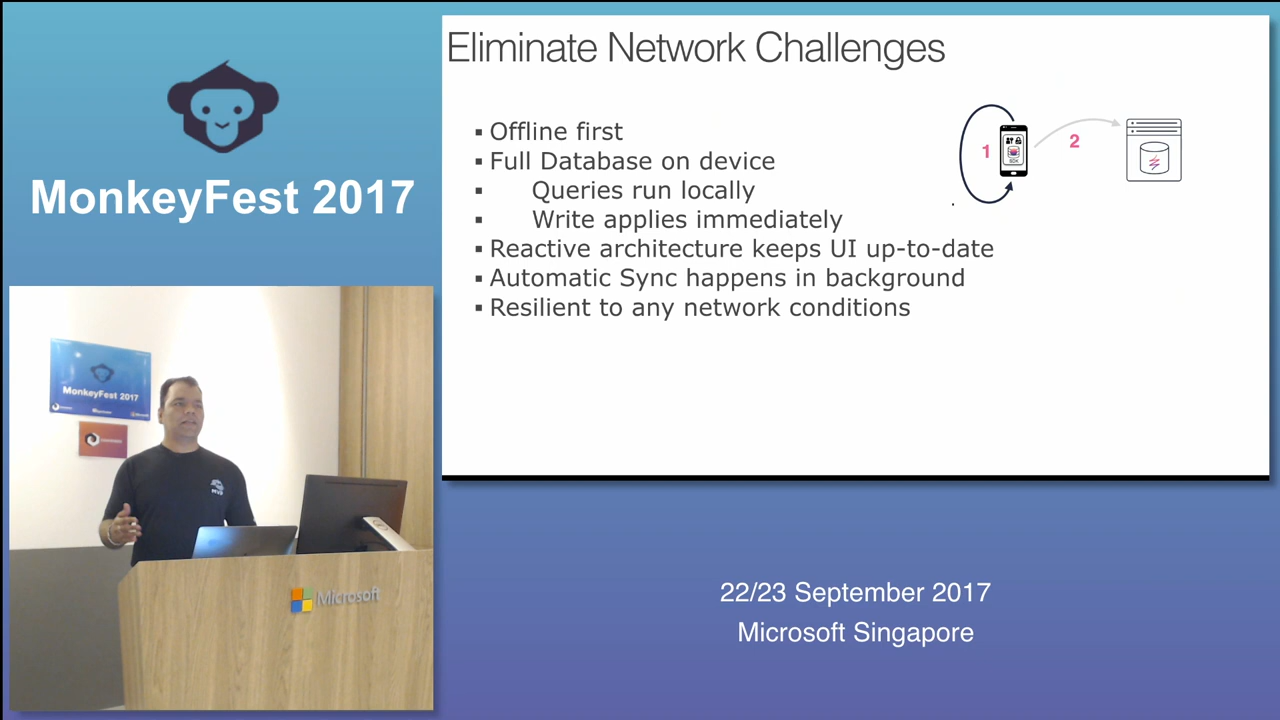 MonkeyFest 2017
Eliminate Network Challenges
▪ Offline first
▪ Full Database on device
▪ Queries run locally
▪ Write applies immediately
▪ Reactive architecture keeps UI up-to-date
▪ Automatic Sync happens in background
▪ Resilient to any network conditions
1
2
SDK
MonkeyFest 2017
MVP
Microsoft
22/23 September 2017
Microsoft Singapore